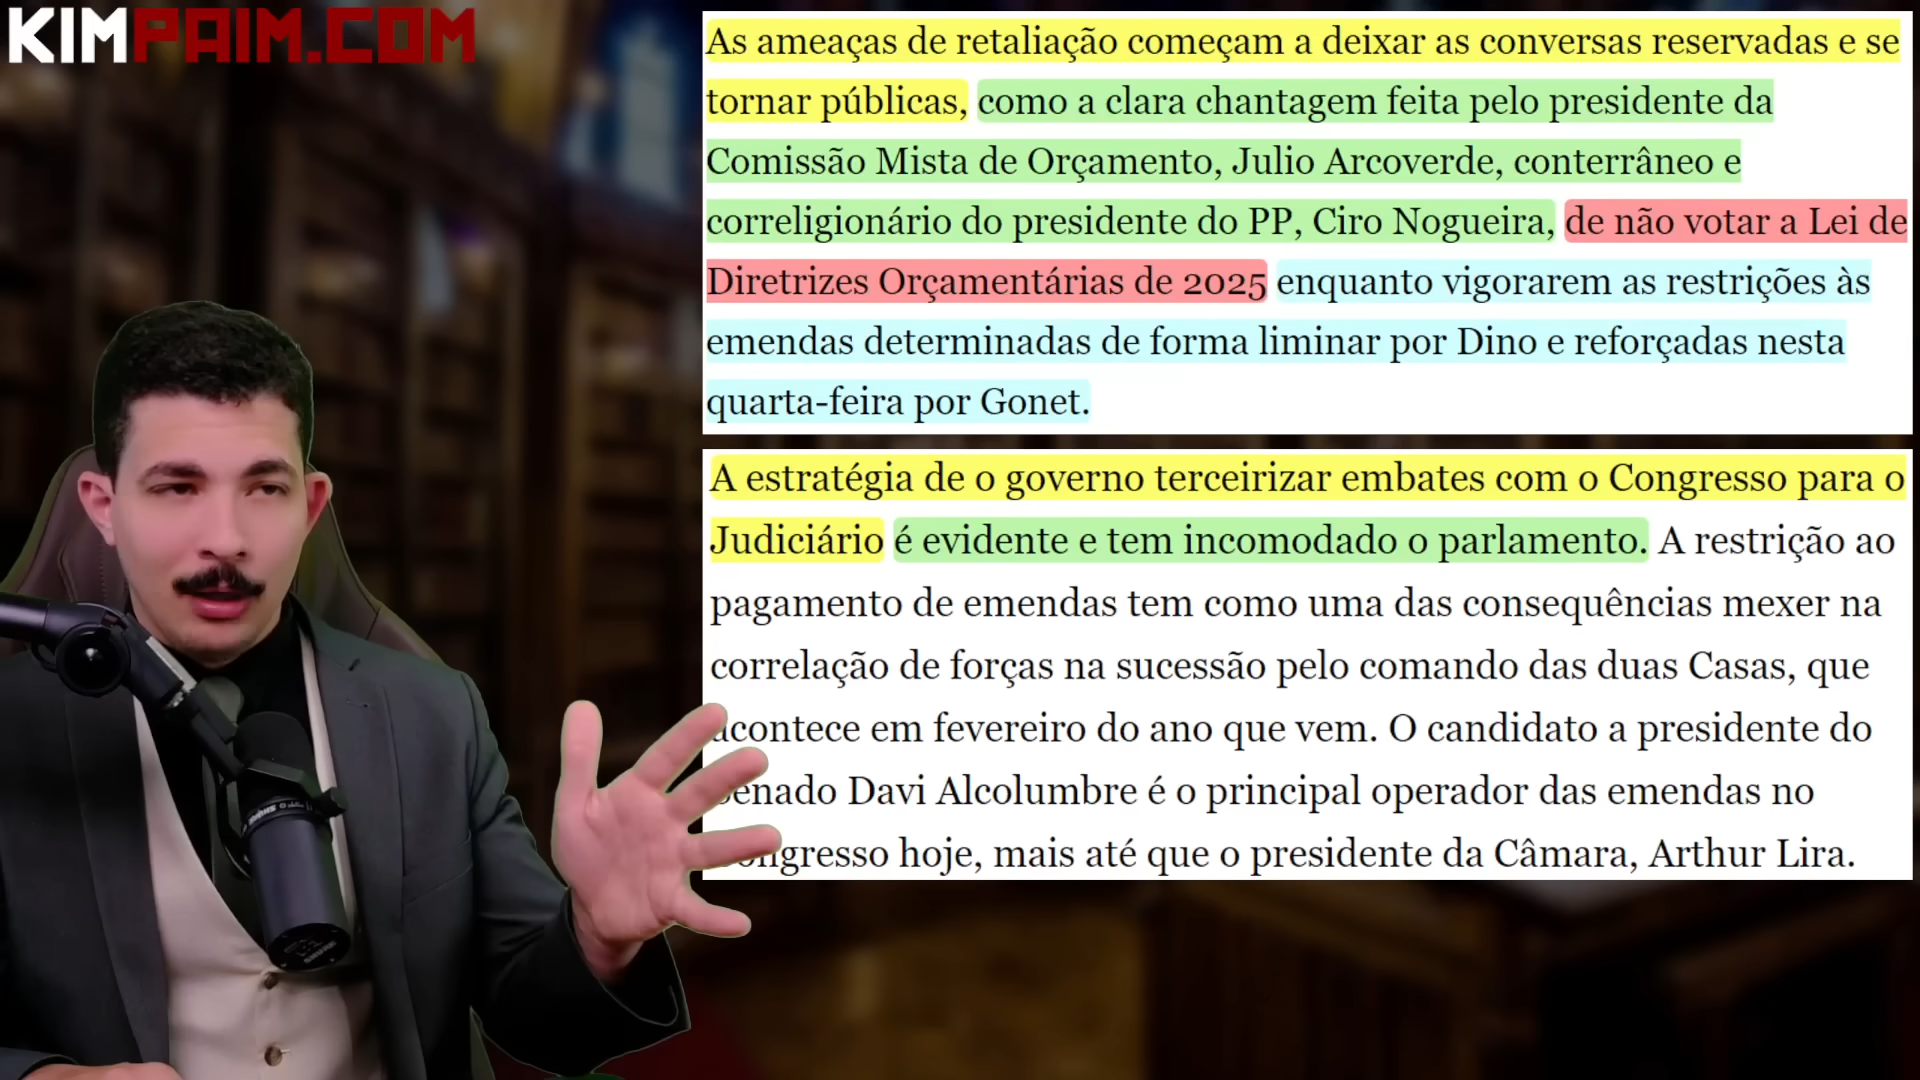 KIMPAIM.COM
As ameaças de retaliação começam a deixar as conversas reservadas e se
tornar públicas, como a clara chantagem feita pelo presidente da
Comissão Mista de Orçamento, Julio Arcoverde, conterrâneo e
correligionário do presidente do PP, Ciro Nogueira, de não votar a Lei de
Diretrizes Orçamentárias de 2025 enquanto vigorarem as restrições às
emendas determinadas de forma liminar por Dino e reforçadas nesta
quarta-feira por Gonet.
A estratégia de o governo terceirizar embates com o Congresso para o
Judiciário é evidente e tem incomodado o parlamento. A restrição ao
pagamento de emendas tem como uma das consequências mexer na
correlação de forças na sucessão pelo comando das duas Casas, que
acontece em fevereiro do ano que vem. O candidato a presidente do
Senado Davi Alcolumbre é o principal operador das emendas no
Congresso hoje, mais até que o presidente da Câmara, Arthur Lira.